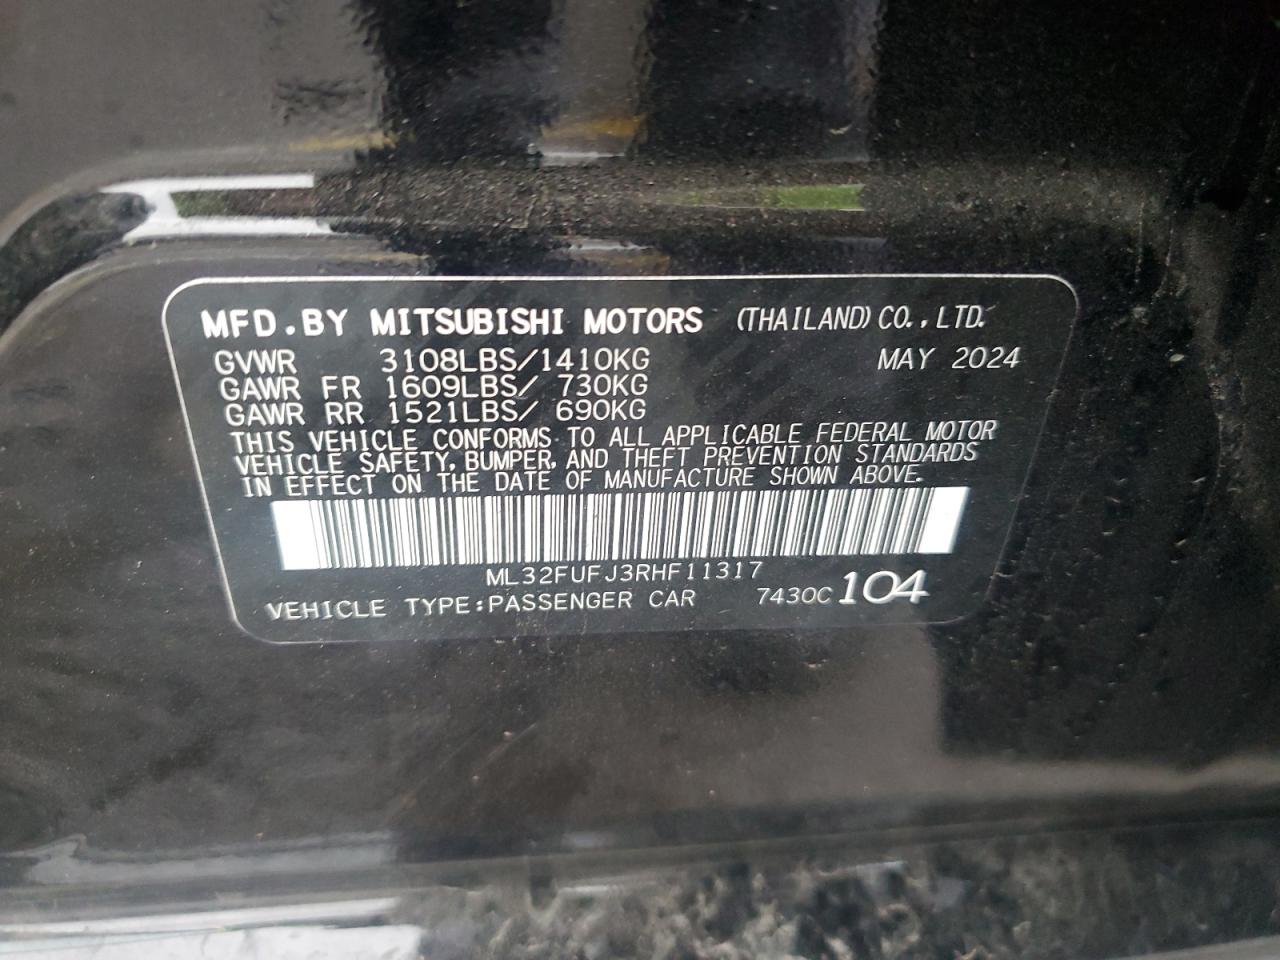 MFD.BY MITSUBISHI MOTORS (THAILAND) CO.,LTD.
GVWR 3108LBS/1410KG MAY 2024
GAWR FR 1609LBS/ 730KG
GAWR RR 1521LBS/ 690KG
THIS VEHICLE CONFORMS TO ALL APPLICABLE FEDERAL MOTOR
VEHICLE SAFETY, BUMPER, AND THEFT PREVENTION STANDARDS
IN EFFECT ON THE DATE OF MANUFACTURE SHOWN ABOVE.
ML32FUFJ3RHF11317
VEHICLE TYPE:PASSENGER CAR 7430C 104